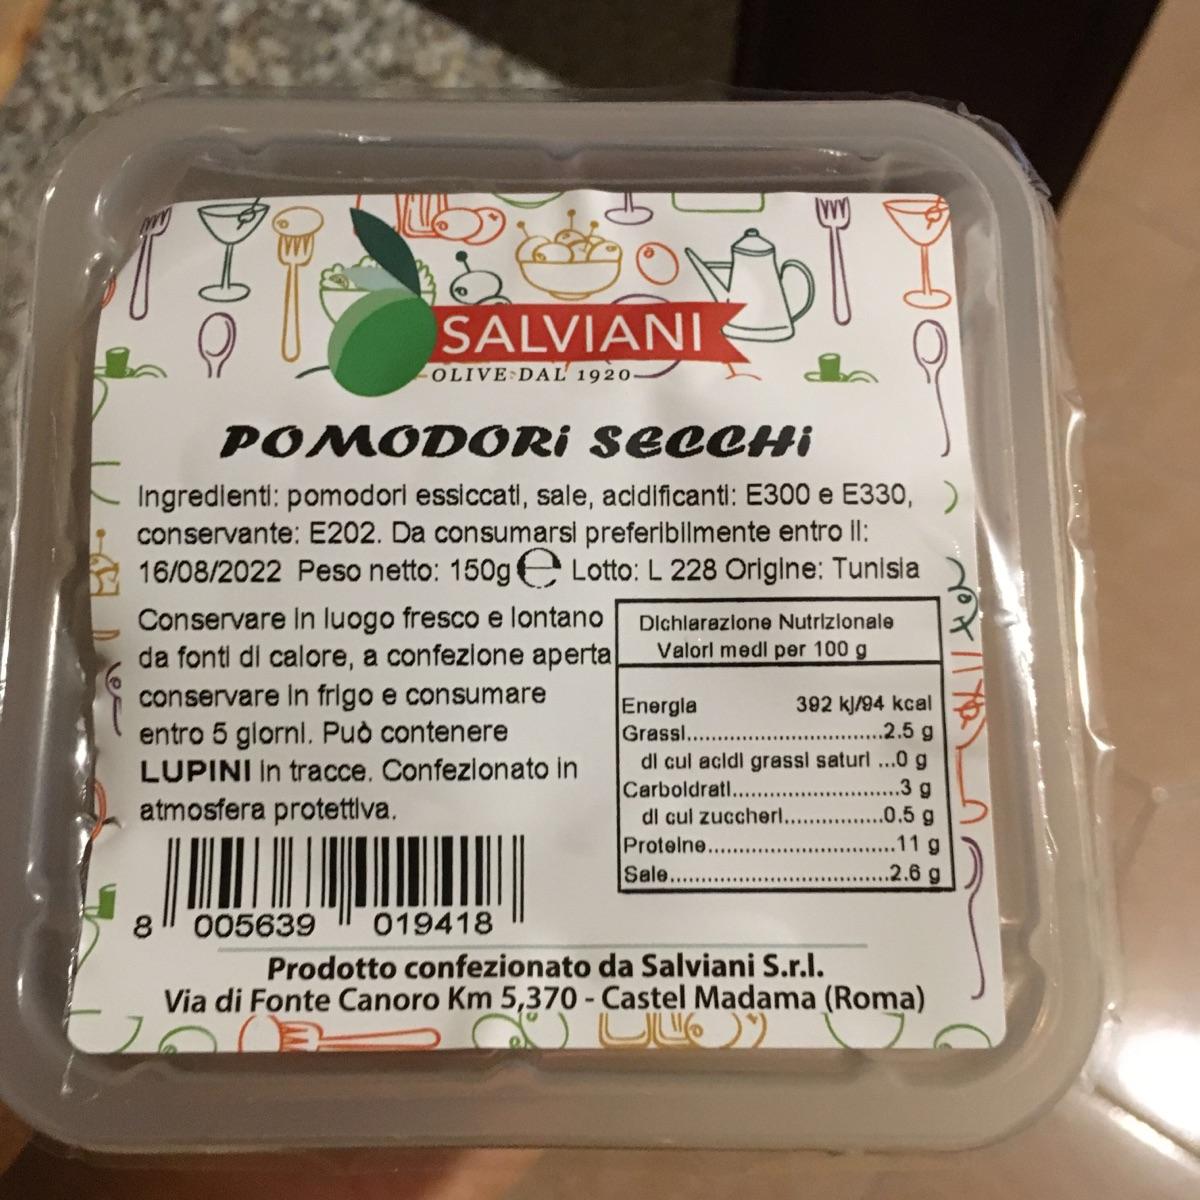 SALVIANI
OLIVE DAL 1920
POMODORi SECCHi
Ingredienti: pomodori essiccati, sale, acidificanti: E300 e E330,
conservante: E202. Da consumarsi preferibilmente entro il:
16/08/2022 Peso netto: 150g ℮ Lotto: L 228 Origine: Tunisia
Conservare in luogo fresco e lontano
da fonti di calore, a confezione aperta
conservare in frigo e consumare
entro 5 giorni. Può contenere
LUPINI in tracce. Confezionato in
atmosfera protettiva.
Dichiarazione Nutrizionale
Valori medi per 100 g
Energia 392 kj/94 kcal
Grassi..............................2.5 g
di cui acidi grassi saturi ...0 g
Carboidrati..........................3 g
di cui zuccheri...............0.5 g
Proteine............................11 g
Sale.................................2.6 g
8 005639 019418
Prodotto confezionato da Salviani S.r.l.
Via di Fonte Canoro Km 5,370 - Castel Madama (Roma)